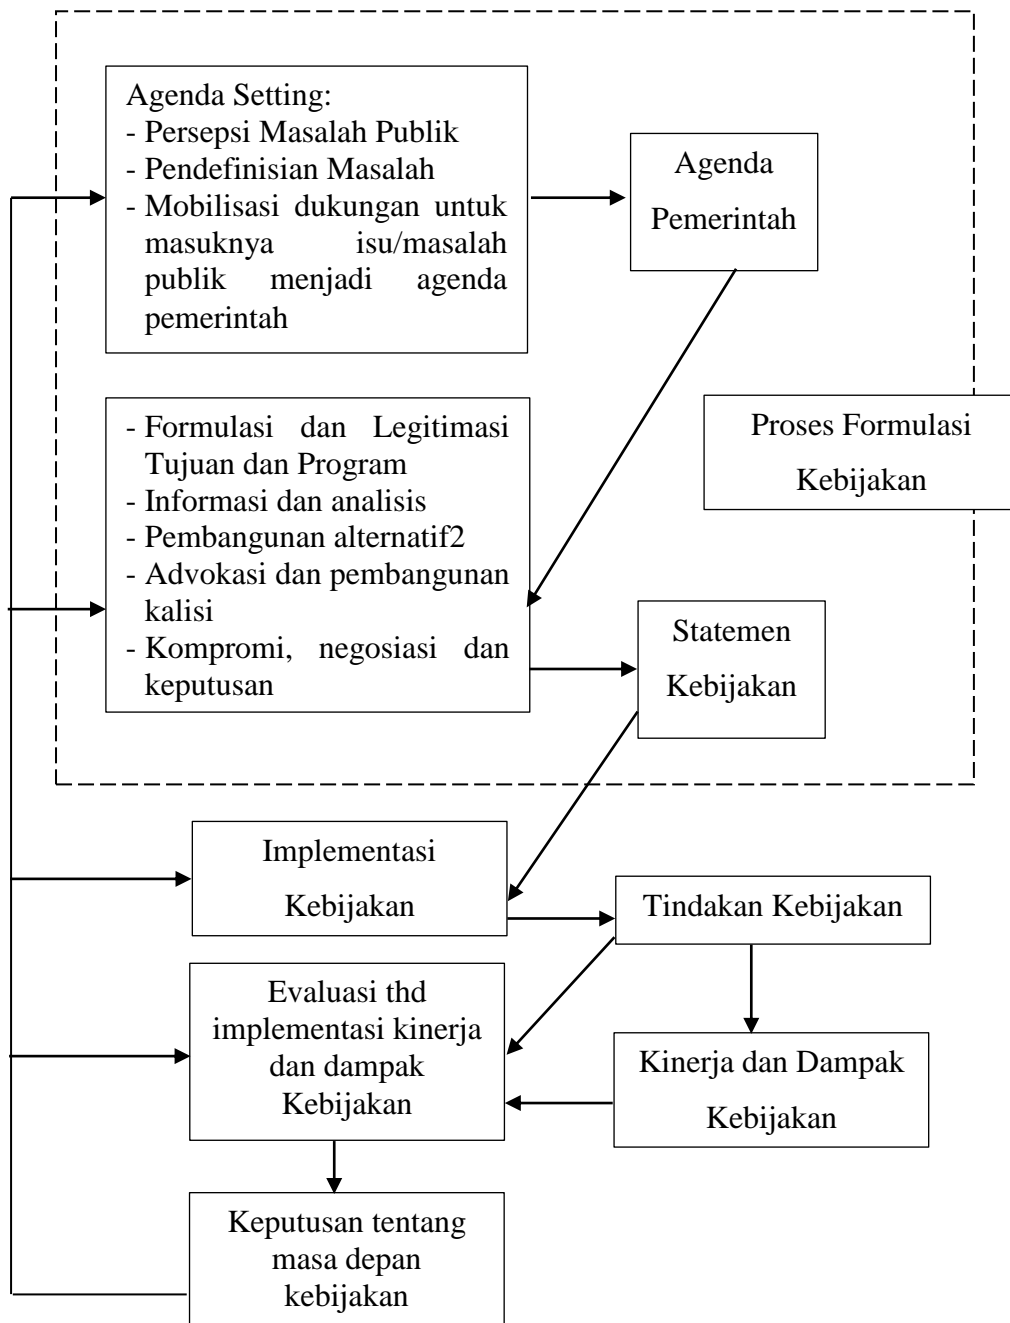 Agenda Setting:
- Persepsi Masalah Publik
- Pendefinisian Masalah
- Mobilisasi dukungan untuk
masuknya isu/masalah
publik menjadi agenda
pemerintah
Agenda
Pemerintah
- Formulasi dan Legitimasi
Tujuan dan Program
- Informasi dan analisis
- Pembangunan alternatif2
- Advokasi dan pembangunan
kalisi
- Kompromi, negosiasi dan
keputusan
Proses Formulasi
Kebijakan
Statemen
Kebijakan
Implementasi
Kebijakan
Tindakan Kebijakan
Evaluasi thd
implementasi kinerja
dan dampak
Kebijakan
Kinerja dan Dampak
Kebijakan
Keputusan tentang
masa depan
kebijakan